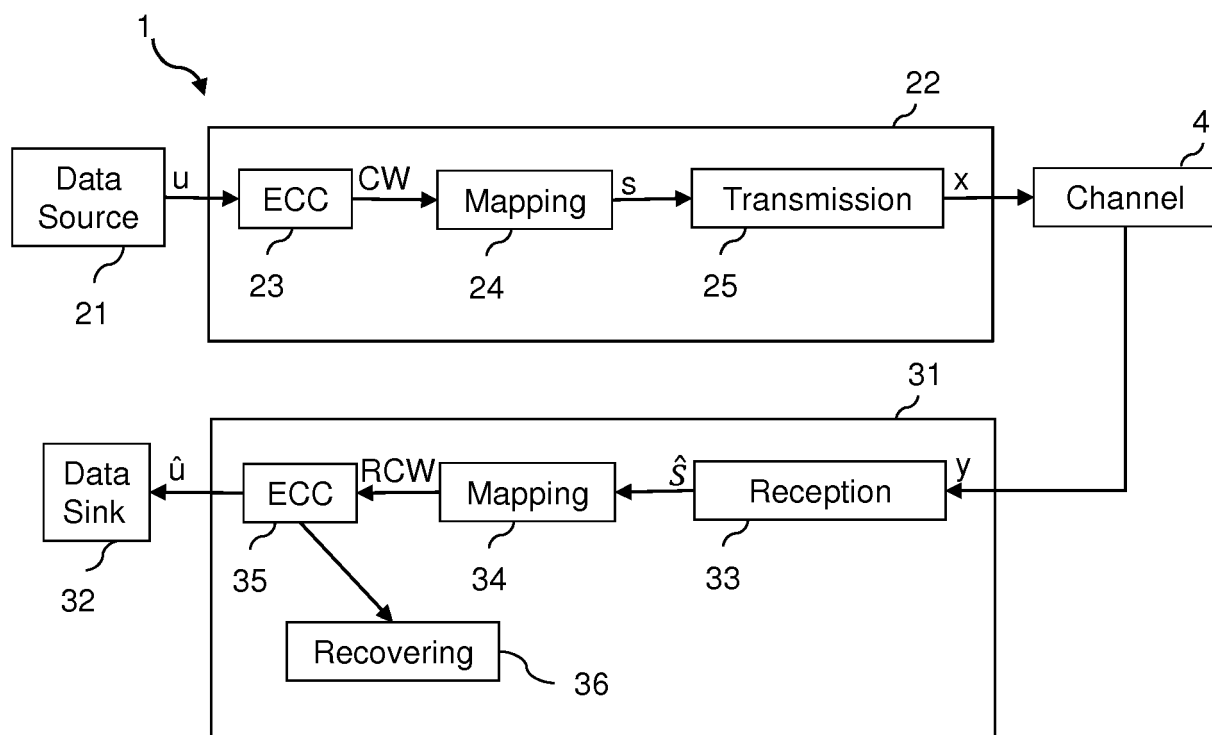 1
22
4
Data
Source
u
ECC
CW
Mapping
s
Transmission
x
Channel
21
23
24
25
31
Data
Sink
û
ECC
RCW
Mapping
ŝ
Reception
y
32
35
34
33
Recovering
36